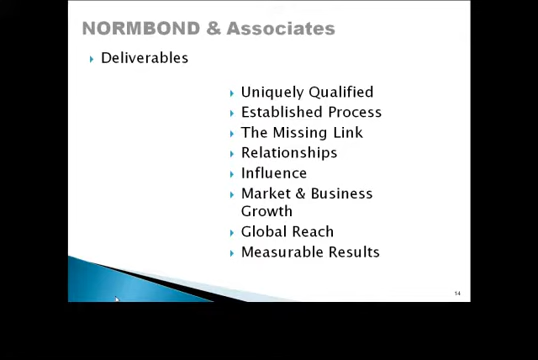 NORMBOND & Associates
Deliverables
Uniquely Qualified
Established Process
The Missing Link
Relationships
Influence
Market & Business
Growth
Global Reach
Measurable Results
14